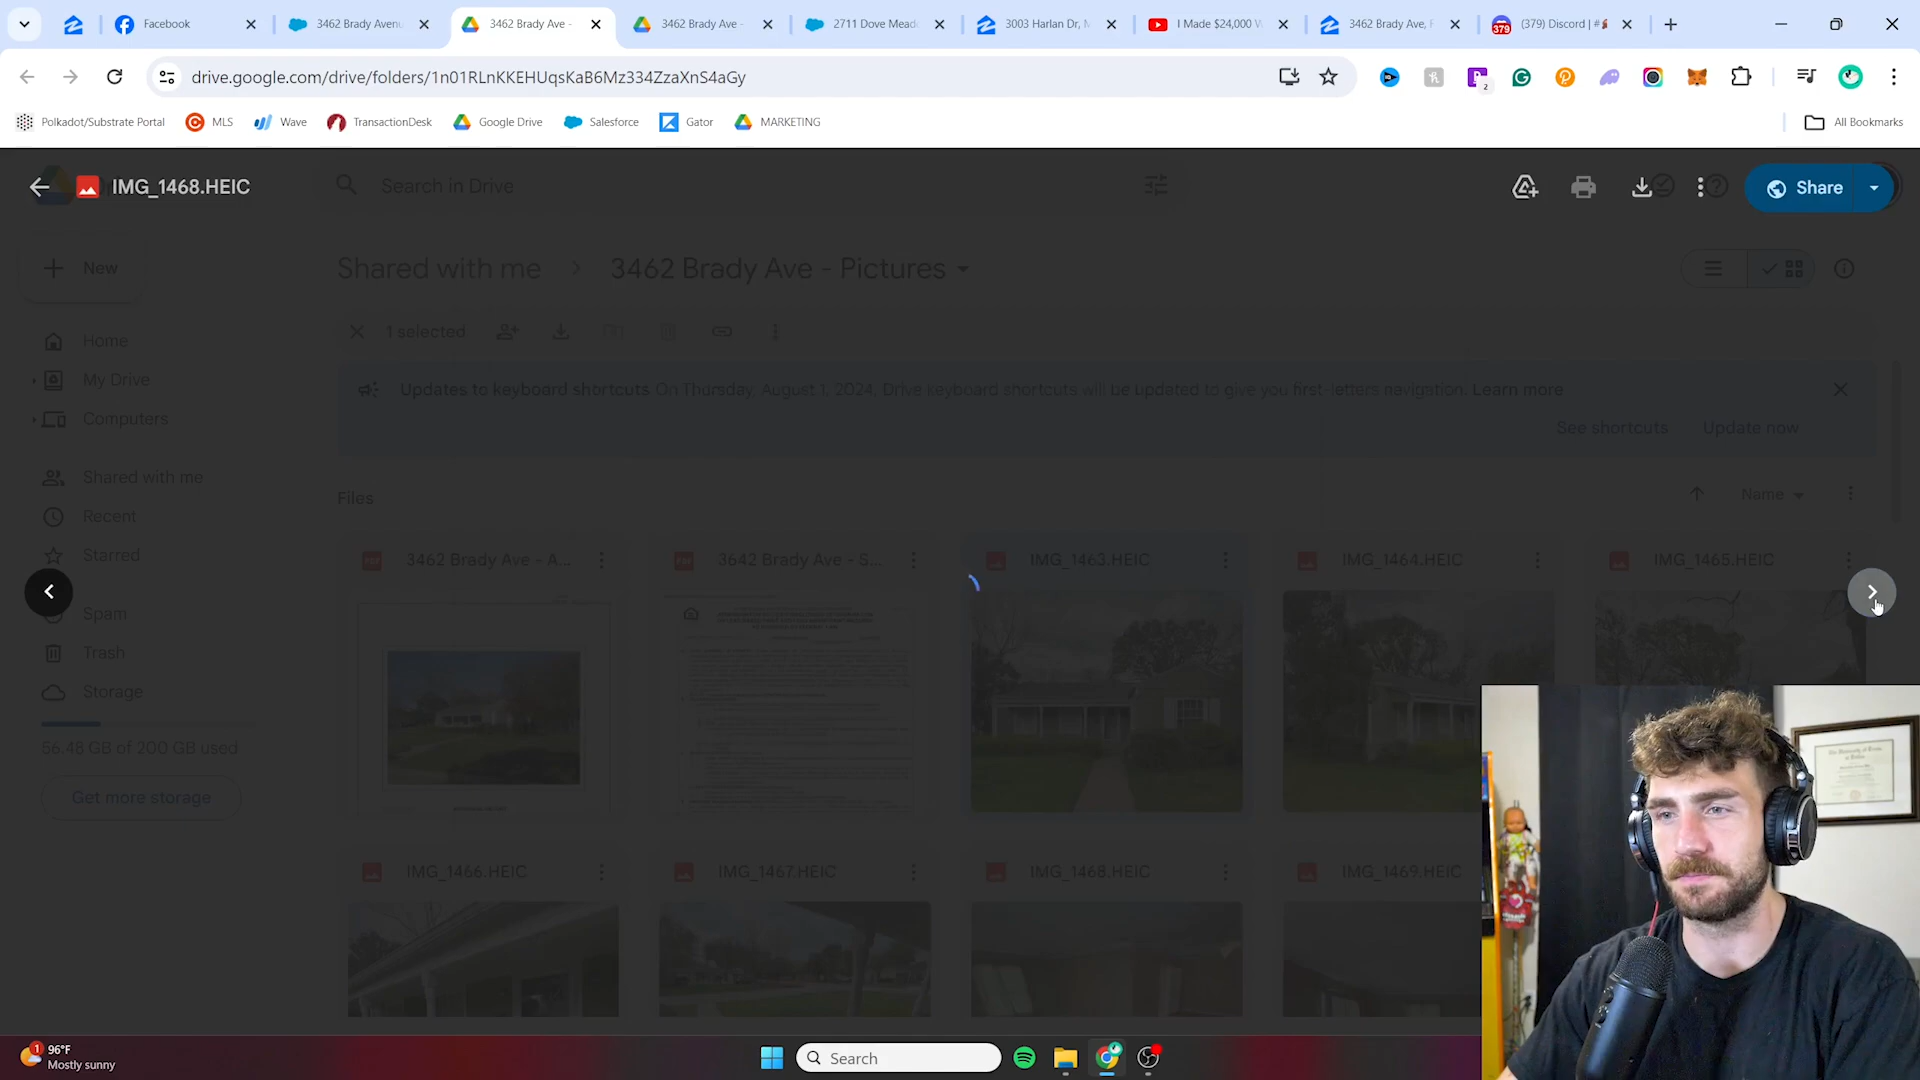 Facebook
3462 Brady Avenu
3462 Brady Ave -
3462 Brady Ave -
2711 Dove Mead
3003 Harlan Dr, M
I Made $24,000 W
3462 Brady Ave, F
(379) Discord | #
drive.google.com/drive/folders/1n01RLnKKEHUqsKaB6Mz334ZzaXnS4aGy
Polkadot/Substrate Portal
MLS
Wave
TransactionDesk
Google Drive
Salesforce
Gator
MARKETING
All Bookmarks
IMG_1468.HEIC
Search in Drive
Share
New
Shared with me
3462 Brady Ave - Pictures
1 selected
Home
My Drive
Computers
Shared with me
Recent
Starred
Spam
Trash
Storage
56.48 GB of 200 GB used
Get more storage
Updates to keyboard shortcuts On Thursday, August 1, 2024, Drive keyboard shortcuts will be updated to give you first-letters navigation. Learn more
See shortcuts
Update now
Files
Name
3462 Brady Ave - A...
3642 Brady Ave - S...
IMG_1463.HEIC
IMG_1464.HEIC
IMG_1465.HEIC
IMG_1466.HEIC
IMG_1467.HEIC
IMG_1468.HEIC
IMG_1469.HEIC
96°F
Mostly sunny
Search